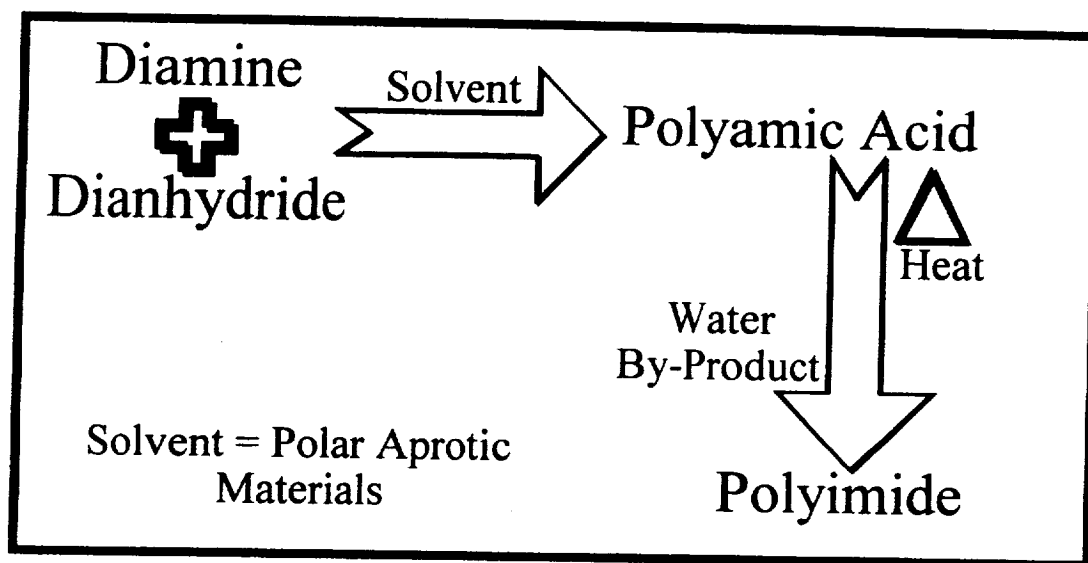 Diamine
Dianhydride
Solvent
Polyamic Acid
Heat
Water
By-Product
Polyimide
Solvent = Polar Aprotic
Materials